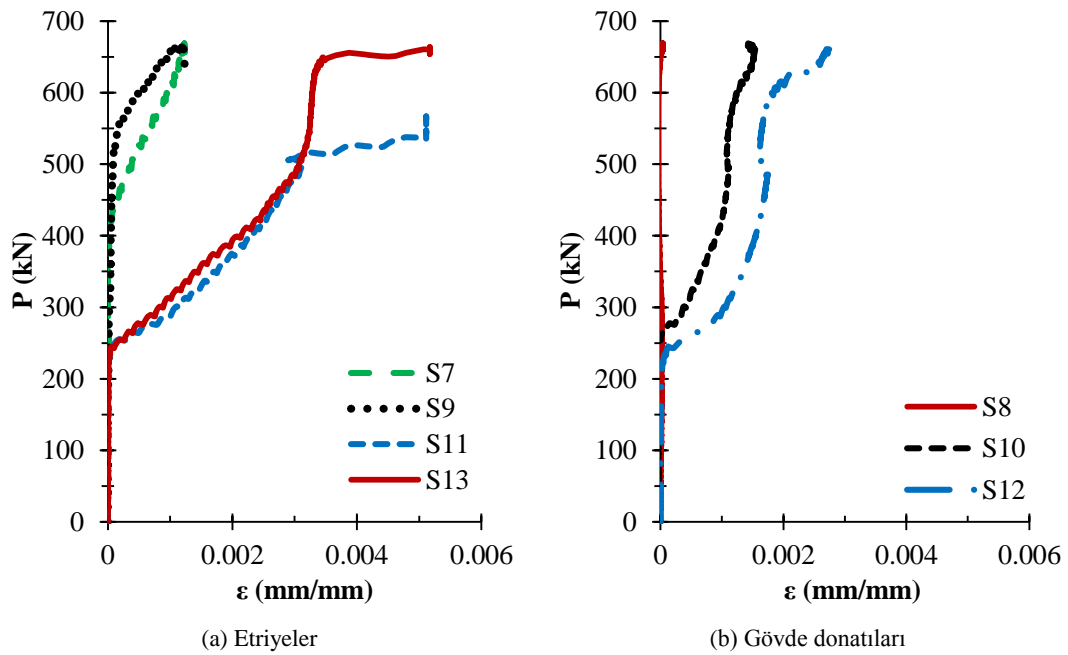 700
600
500
400
300
200
100
0
P (kN)
0
0.002
0.004
0.006
ε (mm/mm)
S7
S9
S11
S13
(a) Etriyeler
700
600
500
400
300
200
100
0
P (kN)
0
0.002
0.004
0.006
ε (mm/mm)
S8
S10
S12
(b) Gövde donatıları